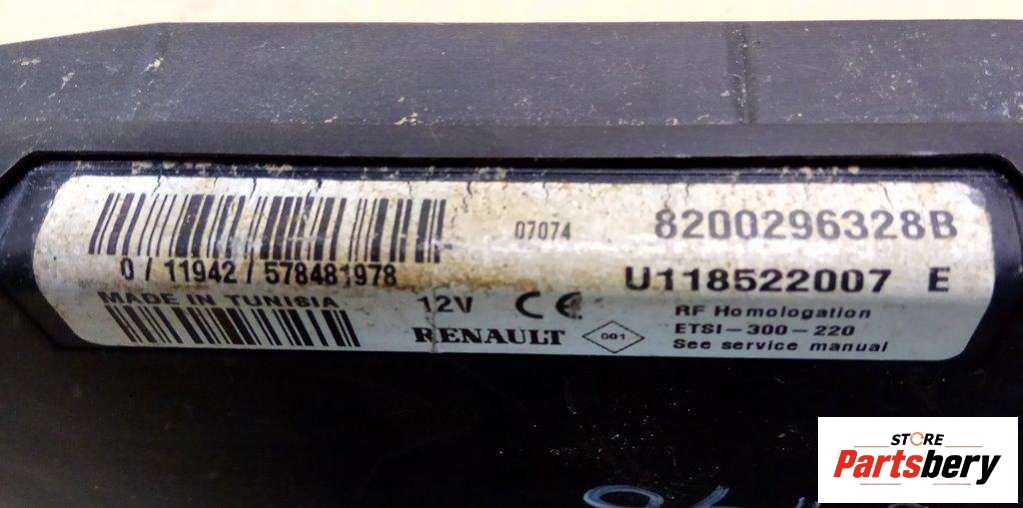 07074
8200296328B
0 / 11942 / 578481978
U118522007 E
MADE IN TUNISIA
12V CE
RF Homologation
RENAULT
001
ETSI-300-220
See service manual
STORE
Partsbery